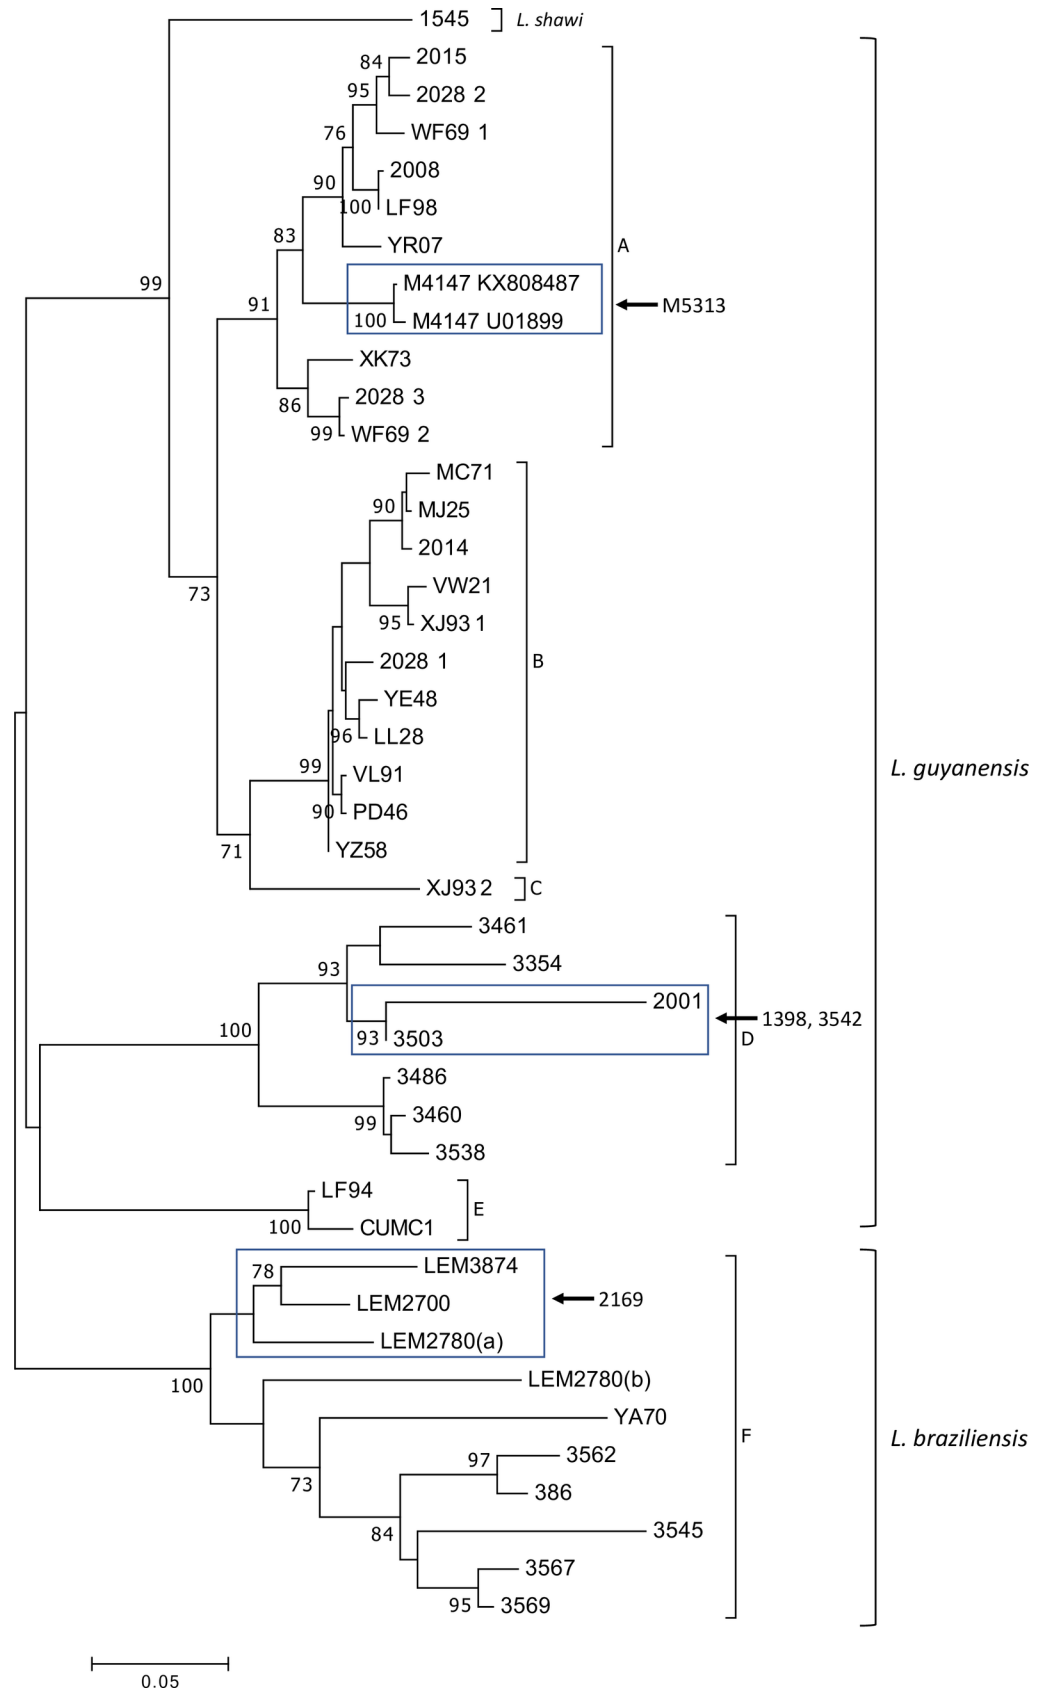 1545
L. shawi
84
2015
95
2028 2
76
WF69 1
90
2008
100
LF98
83
YR07
A
99
91
M4147 KX808487
M5313
100
M4147 U01899
XK73
86
2028 3
99
WF69 2
MC71
90
MJ25
2014
73
VW21
95
XJ93 1
2028 1
B
YE48
96
LL28
99
VL91
L. guyanensis
90
PD46
71
YZ58
XJ93 2
C
3461
93
3354
2001
1398, 3542
100
93
3503
D
3486
99
3460
3538
LF94
E
100
CUMC1
78
LEM3874
LEM2700
2169
LEM2780(a)
100
LEM2780(b)
YA70
F
L. braziliensis
97
3562
73
386
84
3545
3567
95
3569
0.05